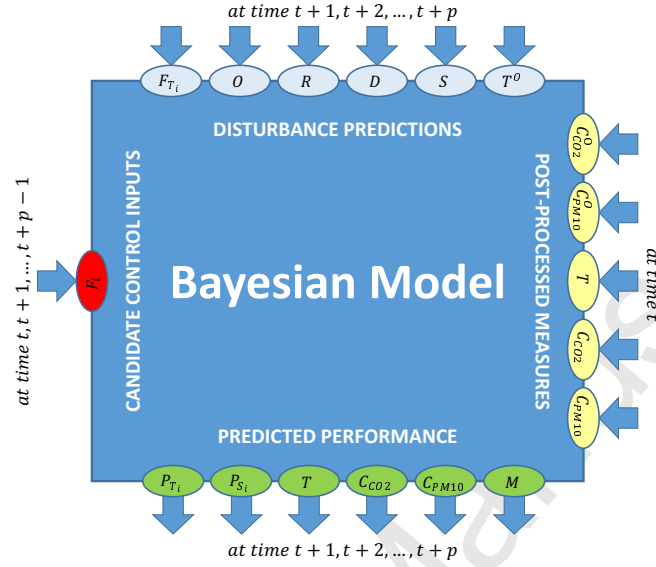 at time t + 1, t + 2, … , t + p
F_{T_i} O R D S T^O
DISTURBANCE PREDICTIONS
C^O_{CO2}
C^O_{PM10}
T
C_{CO2}
C_{PM10}
at time t
POST-PROCESSED MEASURES
at time t, t + 1, … , t + p − 1
F_i
CANDIDATE CONTROL INPUTS
Bayesian Model
PREDICTED PERFORMANCE
P_{T_i} P_{S_i} T C_{CO2} C_{PM10} M
at time t + 1, t + 2, … , t + p